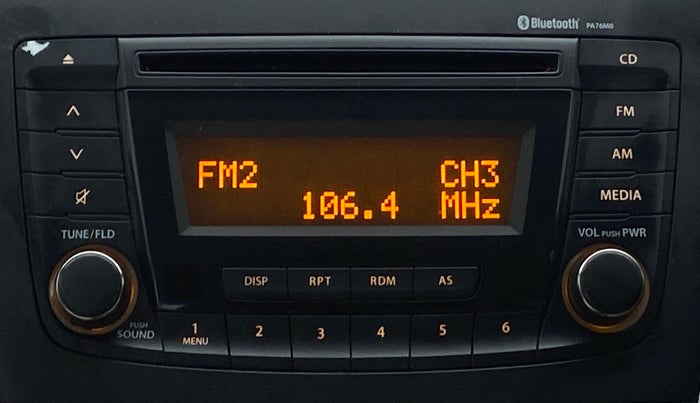 Bluetooth PA76M0
CD
FM
AM
MEDIA
FM2 CH3
106.4 MHz
TUNE/FLD
VOL PUSH PWR
DISP RPT RDM AS
PUSH
SOUND
1 2 3 4 5 6
MENU